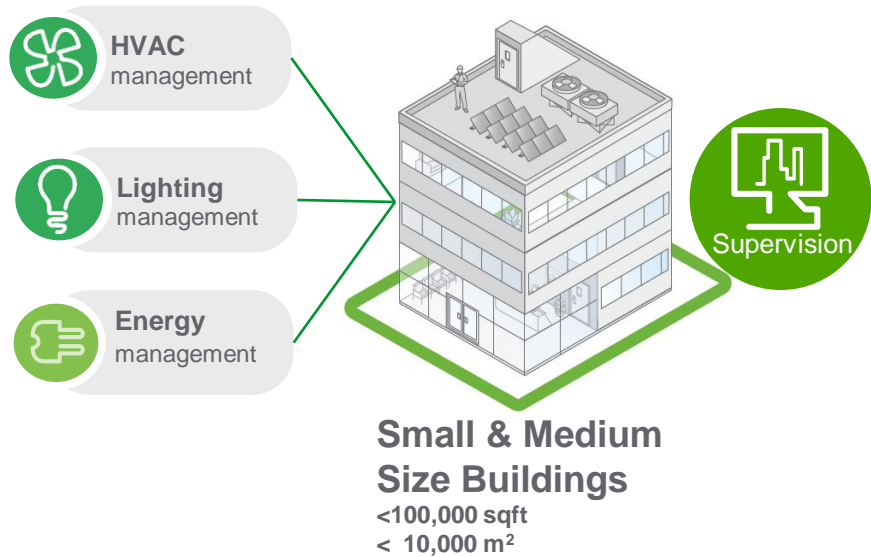 HVAC
management
Lighting
management
Energy
management
Supervision
Small & Medium
Size Buildings
<100,000 sqft
< 10,000 m²